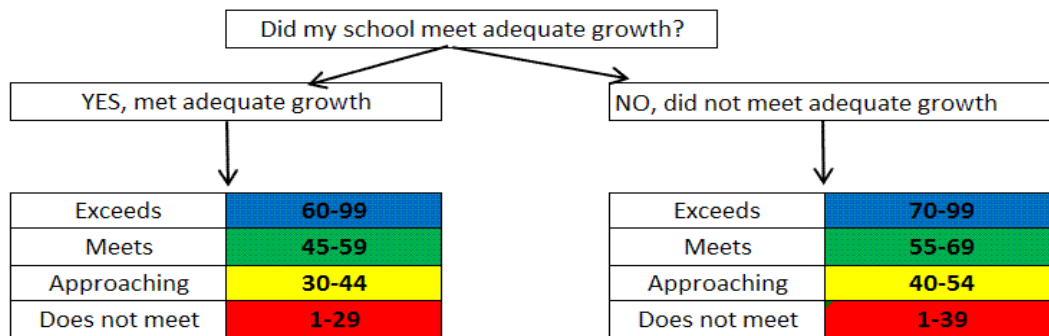 Did my school meet adequate growth?
YES, met adequate growth
NO, did not meet adequate growth
Exceeds 60-99
Meets 45-59
Approaching 30-44
Does not meet 1-29
Exceeds 70-99
Meets 55-69
Approaching 40-54
Does not meet 1-39